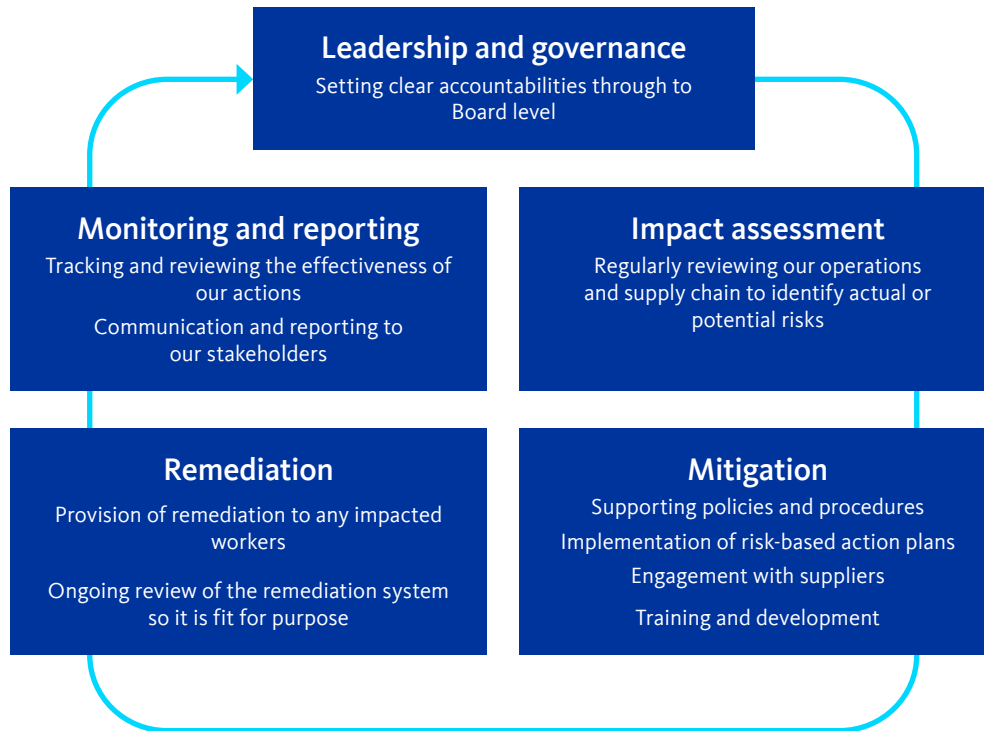 Leadership and governance
Setting clear accountabilities through to
Board level
Monitoring and reporting
Tracking and reviewing the effectiveness of
our actions
Communication and reporting to
our stakeholders
Impact assessment
Regularly reviewing our operations
and supply chain to identify actual or
potential risks
Remediation
Provision of remediation to any impacted
workers
Ongoing review of the remediation system
so it is fit for purpose
Mitigation
Supporting policies and procedures
Implementation of risk-based action plans
Engagement with suppliers
Training and development